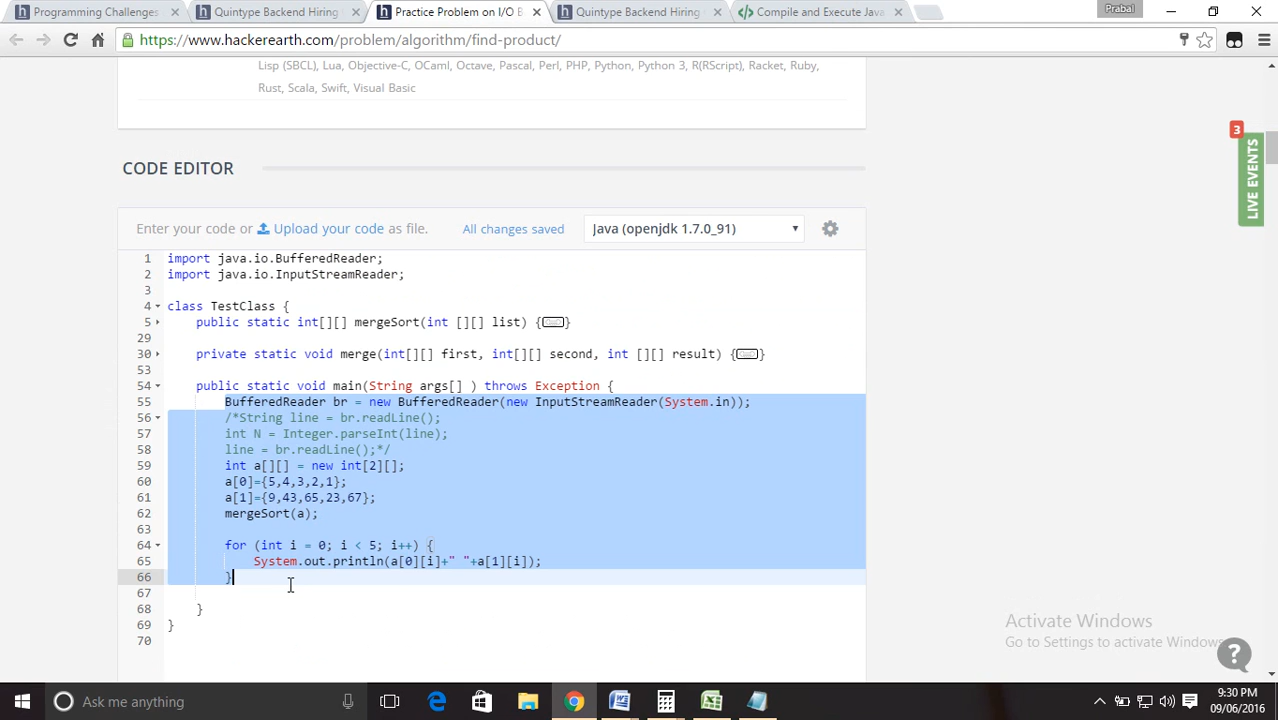 Programming Challenges × Quintype Backend Hiring × Practice Problem on I/O B × Quintype Backend Hiring × Compile and Execute Java × Prabal
https://www.hackerearth.com/problem/algorithm/find-product/
Lisp (SBCL), Lua, Objective-C, OCaml, Octave, Pascal, Perl, PHP, Python, Python 3, R(RScript), Racket, Ruby,
Rust, Scala, Swift, Visual Basic
3
LIVE EVENTS
CODE EDITOR
Enter your code or Upload your code as file. All changes saved Java (openjdk 1.7.0_91)
1 import java.io.BufferedReader;
2 import java.io.InputStreamReader;
3
4 class TestClass {
5 public static int[][] mergeSort(int [][] list) {}
29
30 private static void merge(int[][] first, int[][] second, int [][] result) {}
53
54 public static void main(String args[] ) throws Exception {
55 BufferedReader br = new BufferedReader(new InputStreamReader(System.in));
56 /*String line = br.readLine();
57 int N = Integer.parseInt(line);
58 line = br.readLine();*/
59 int a[][] = new int[2][];
60 a[0]={5,4,3,2,1};
61 a[1]={9,43,65,23,67};
62 mergeSort(a);
63
64 for (int i = 0; i < 5; i++) {
65 System.out.println(a[0][i]+" "+a[1][i]);
66 }
67
68 }
69 }
70
Activate Windows
Go to Settings to activate Windows.
?
Ask me anything
9:30 PM
09/06/2016